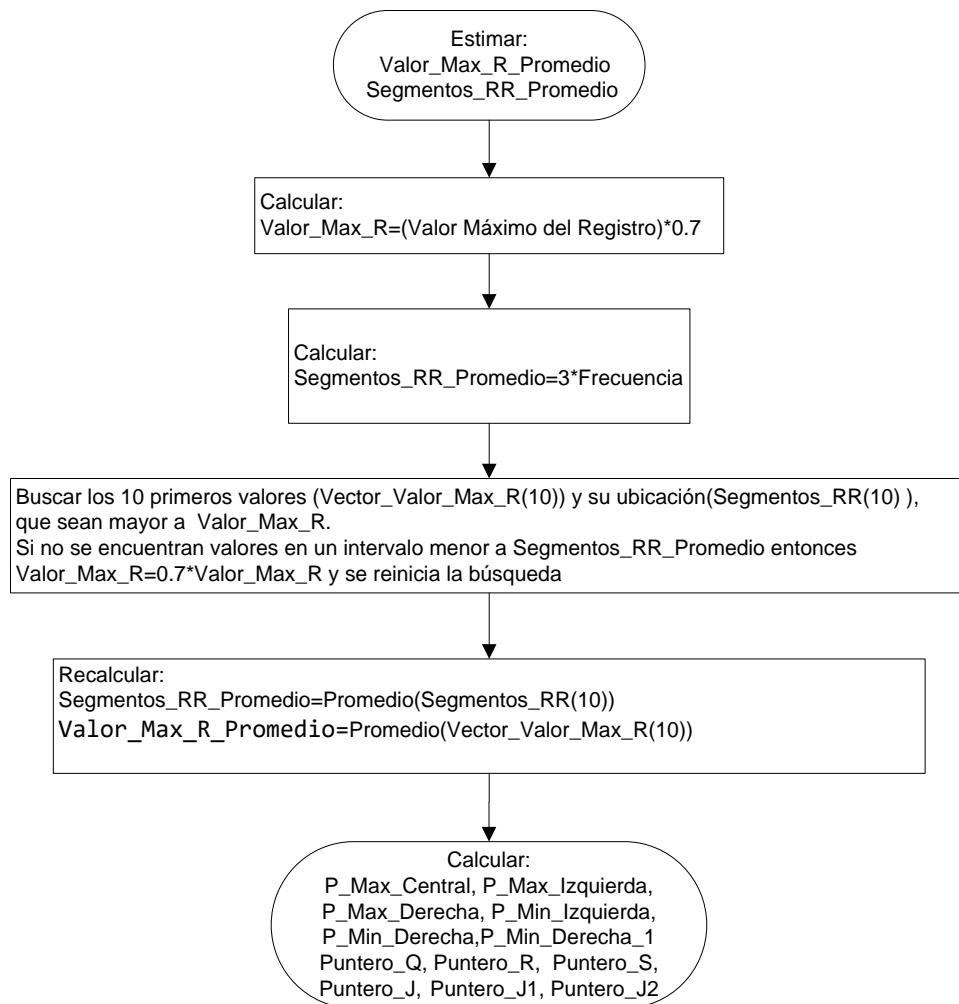 Estimar:
Valor_Max_R_Promedio
Segmentos_RR_Promedio
Calcular:
Valor_Max_R=(Valor Máximo del Registro)*0.7
Calcular:
Segmentos_RR_Promedio=3*Frecuencia
Buscar los 10 primeros valores (Vector_Valor_Max_R(10)) y su ubicación(Segmentos_RR(10) ),
que sean mayor a Valor_Max_R.
Si no se encuentran valores en un intervalo menor a Segmentos_RR_Promedio entonces
Valor_Max_R=0.7*Valor_Max_R y se reinicia la búsqueda
Recalcular:
Segmentos_RR_Promedio=Promedio(Segmentos_RR(10))
Valor_Max_R_Promedio=Promedio(Vector_Valor_Max_R(10))
Calcular:
P_Max_Central, P_Max_Izquierda,
P_Max_Derecha, P_Min_Izquierda,
P_Min_Derecha,P_Min_Derecha_1
Puntero_Q, Puntero_R, Puntero_S,
Puntero_J, Puntero_J1, Puntero_J2